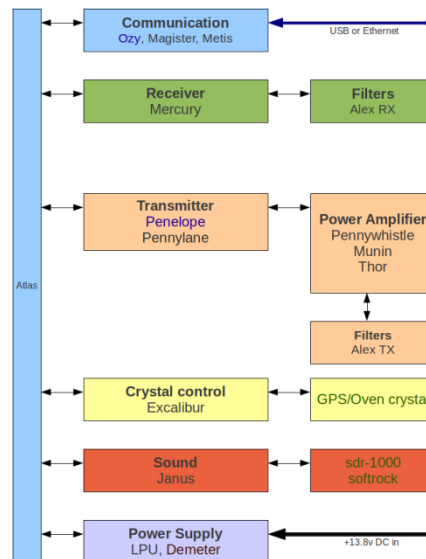 Communication
Ozy, Magister, Metis
USB or Ethernet
Receiver
Mercury
Filters
Alex RX
Transmitter
Penelope
Pennylane
Power Amplifier
Pennywhistle
Munin
Thor
Atlas
Filters
Alex TX
Crystal control
Excalibur
GPS/Oven crystal
Sound
Janus
sdr-1000
softrock
Power Supply
LPU, Demeter
+13.8v DC in